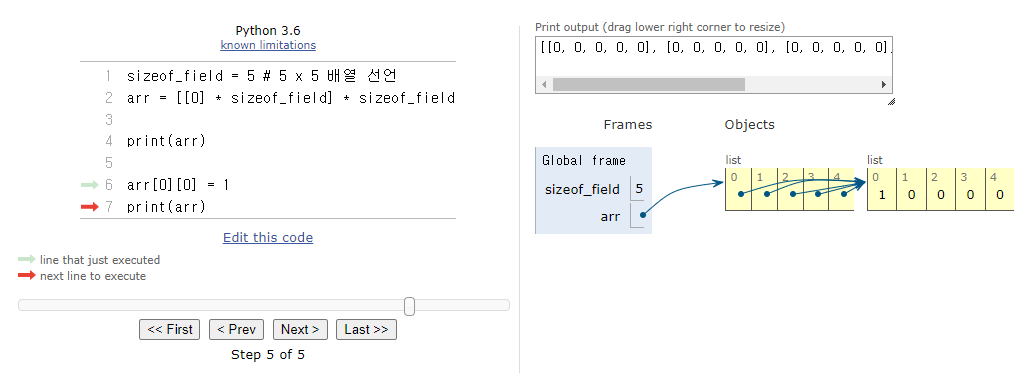 Python 3.6
known limitations
1 sizeof_field = 5 # 5 x 5 배열 선언
2 arr = [[0] * sizeof_field] * sizeof_field
3
4 print(arr)
5
6 arr[0][0] = 1
7 print(arr)
Edit this code
line that just executed
next line to execute
<< First < Prev Next > Last >>
Step 5 of 5
Print output (drag lower right corner to resize)
[[0, 0, 0, 0, 0], [0, 0, 0, 0, 0], [0, 0, 0, 0, 0],
Frames Objects
Global frame
sizeof_field 5
arr
list
0 1 2 3 4
list
0 1 2 3 4
1 0 0 0 0